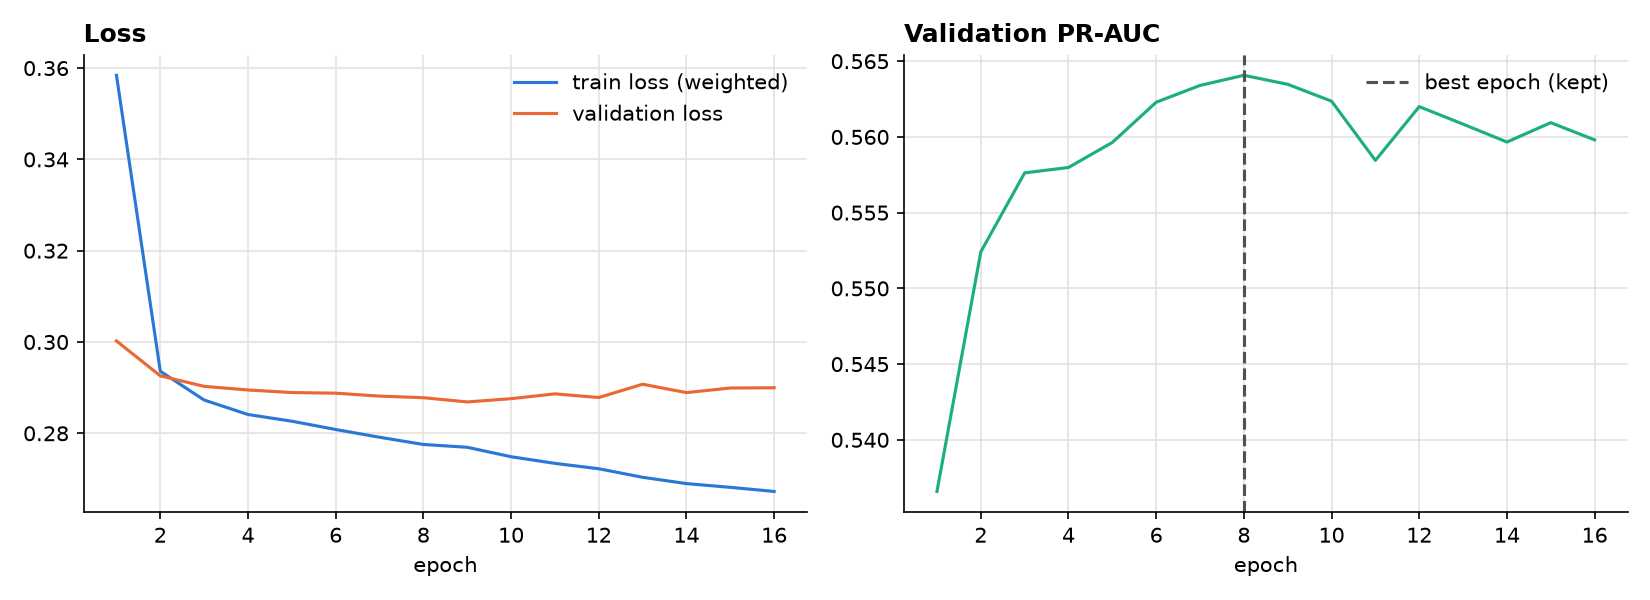 Loss
0.36
0.34
0.32
0.30
0.28
train loss (weighted)
validation loss
2 4 6 8 10 12 14 16
epoch
Validation PR-AUC
0.565
0.560
0.555
0.550
0.545
0.540
best epoch (kept)
2 4 6 8 10 12 14 16
epoch